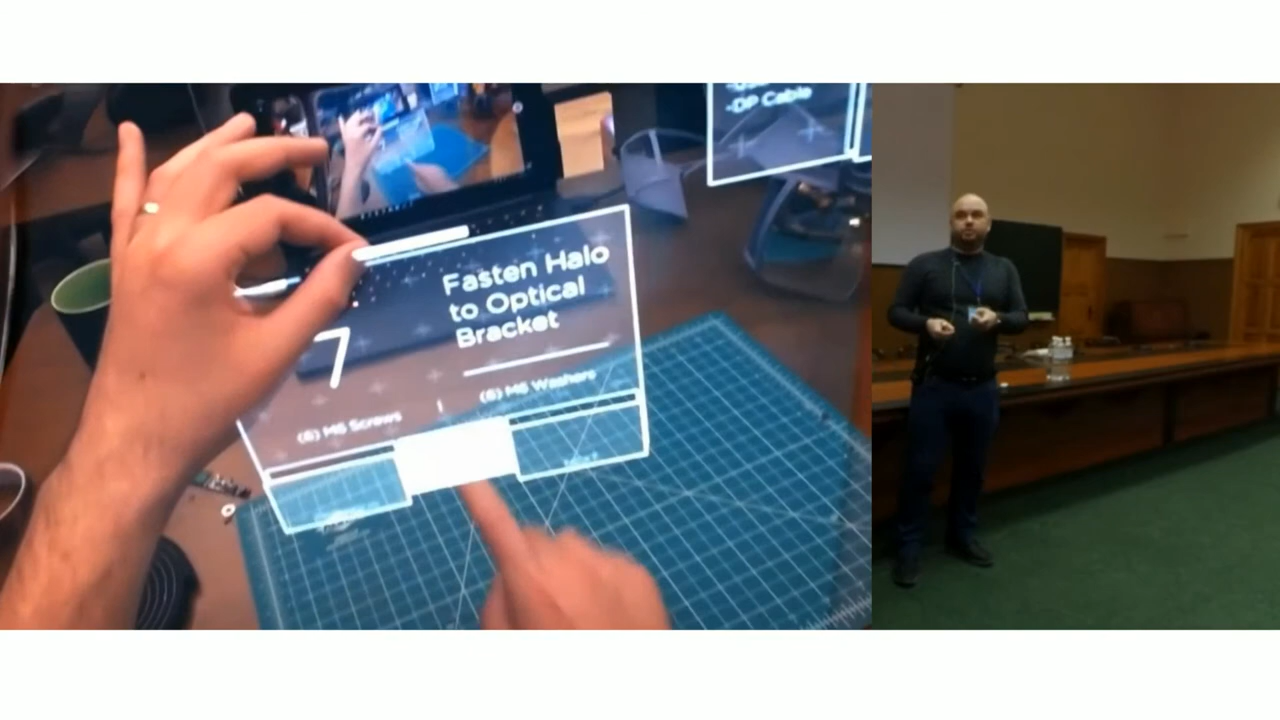 -DP Cable
Fasten Halo
to Optical
Bracket
7
(6) M6 Washers
(6) M6 Screws